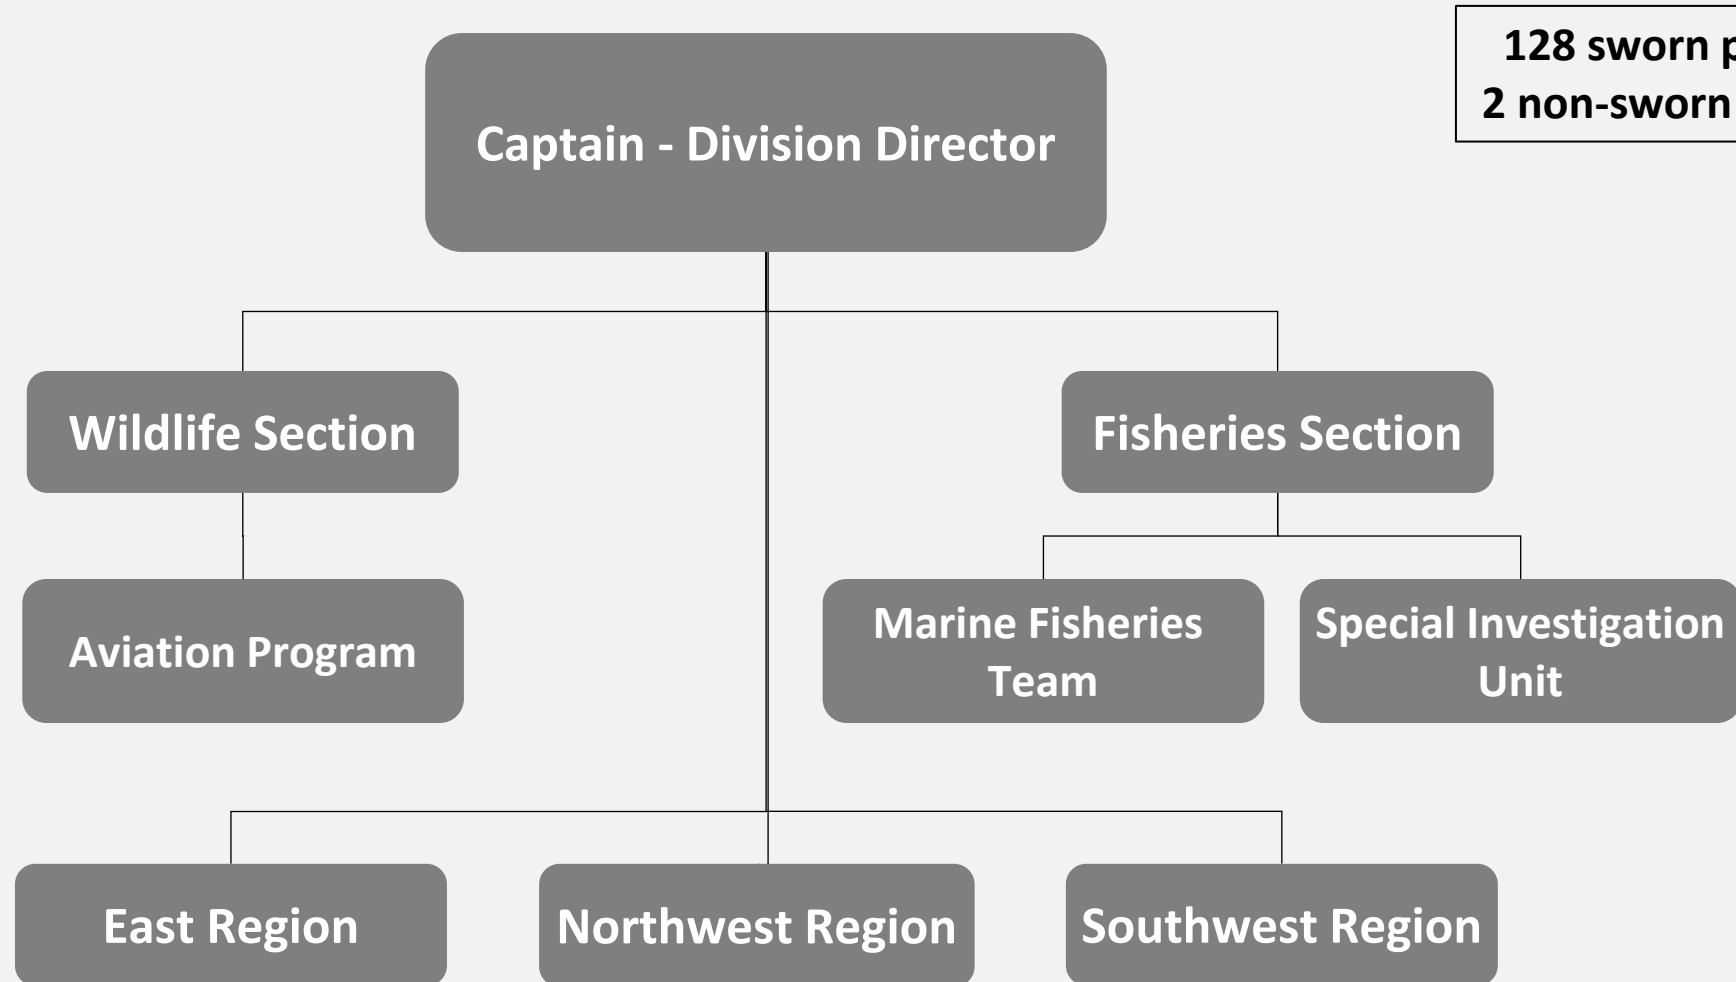 128 sworn
2 non-sworn
Captain - Division Director
Wildlife Section
Fisheries Section
Aviation Program
Marine Fisheries
Team
Special Investigation
Unit
East Region
Northwest Region
Southwest Region